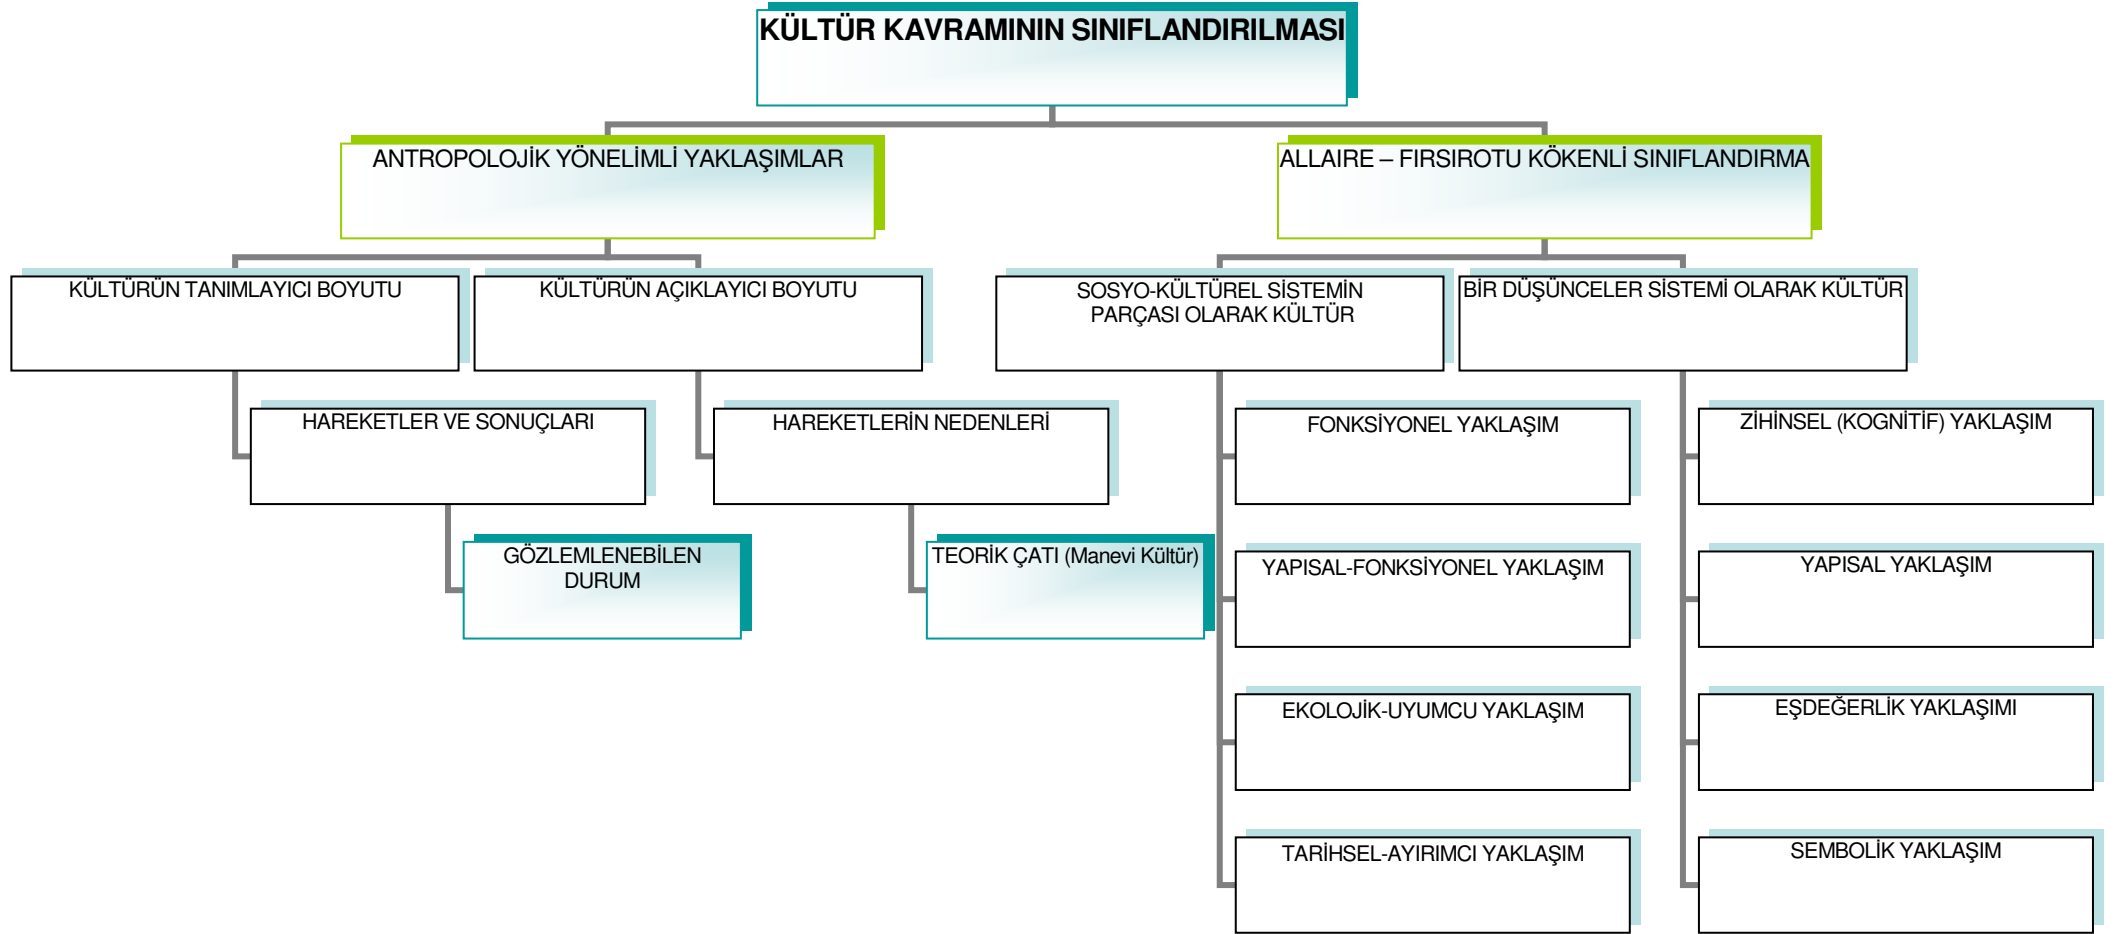 KÜLTÜR KAVRAMININ SINIFLANDIRILMASI
ANTROPOLOJİK YÖNELİMLİ YAKLAŞIMLAR
ALLAIRE – FIRSIROTU KÖKENLİ SINIFLANDIRMA
KÜLTÜRÜN TANIMLAYICI BOYUTU
KÜLTÜRÜN AÇIKLAYICI BOYUTU
SOSYO-KÜLTÜREL SİSTEMİN
PARÇASI OLARAK KÜLTÜR
BİR DÜŞÜNCELER SİSTEMİ OLARAK KÜLTÜR
HAREKETLER VE SONUÇLARI
HAREKETLERİN NEDENLERİ
FONKSİYONEL YAKLAŞIM
ZİHİNSEL (KOGNİTİF) YAKLAŞIM
GÖZLEMLENEBİLEN
DURUM
TEORİK ÇATI (Manevi Kültür)
YAPISAL-FONKSİYONEL YAKLAŞIM
YAPISAL YAKLAŞIM
EKOLOJİK-UYUMCU YAKLAŞIM
EŞDEĞERLİK YAKLAŞIMI
TARİHSEL-AYIRIMCI YAKLAŞIM
SEMBOLİK YAKLAŞIM